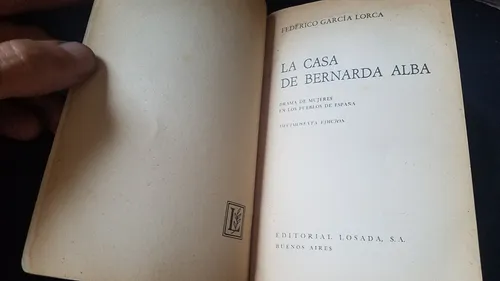 FEDERICO GARCÍA LORCA
LA CASA
DE BERNARDA ALBA
DRAMA DE MUJERES
EN LOS PUEBLOS DE ESPAÑA
EDICIÓN
EDITORIAL LOSADA, S.A.
BUENOS AIRES